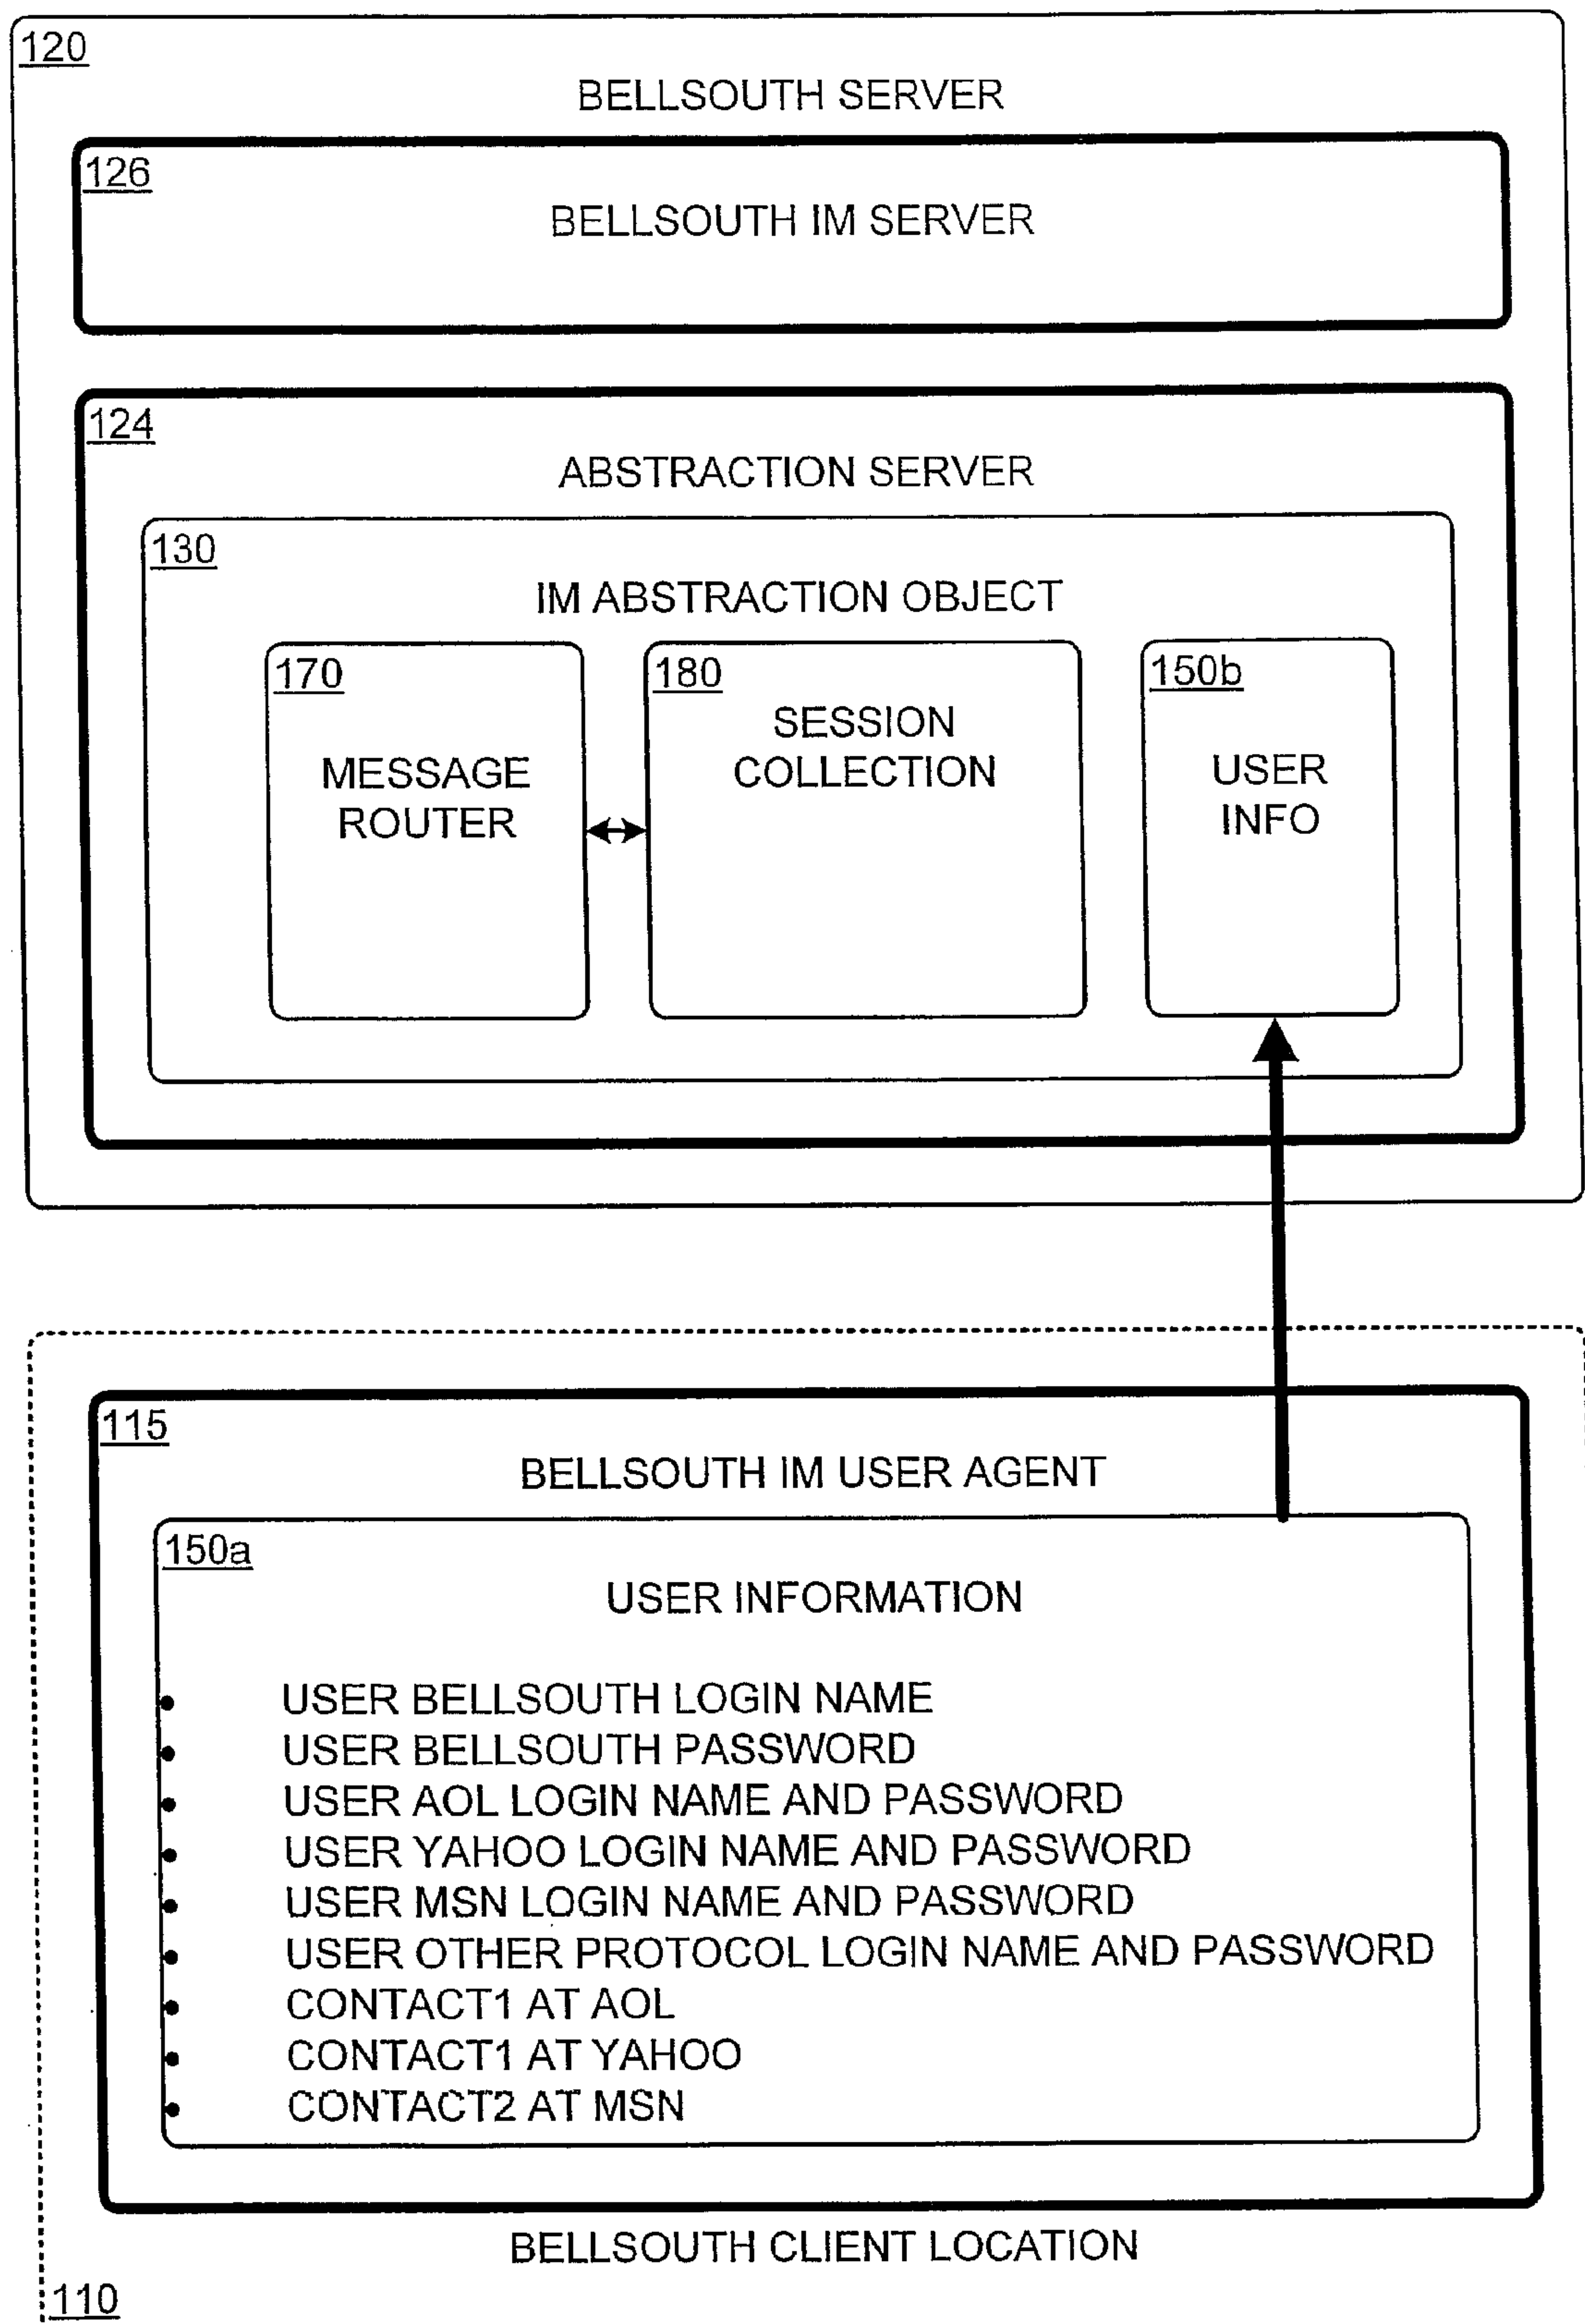 120
BELLSOUTH SERVER
126
BELLSOUTH IM SERVER
124
ABSTRACTION SERVER
130
IM ABSTRACTION OBJECT
170
MESSAGE
ROUTER
180
SESSION
COLLECTION
150b
USER
INFO
115
BELLSOUTH IM USER AGENT
150a
USER INFORMATION
• USER BELLSOUTH LOGIN NAME
• USER BELLSOUTH PASSWORD
• USER AOL LOGIN NAME AND PASSWORD
• USER YAHOO LOGIN NAME AND PASSWORD
• USER MSN LOGIN NAME AND PASSWORD
• USER OTHER PROTOCOL LOGIN NAME AND PASSWORD
• CONTACT1 AT AOL
• CONTACT1 AT YAHOO
• CONTACT2 AT MSN
BELLSOUTH CLIENT LOCATION
110